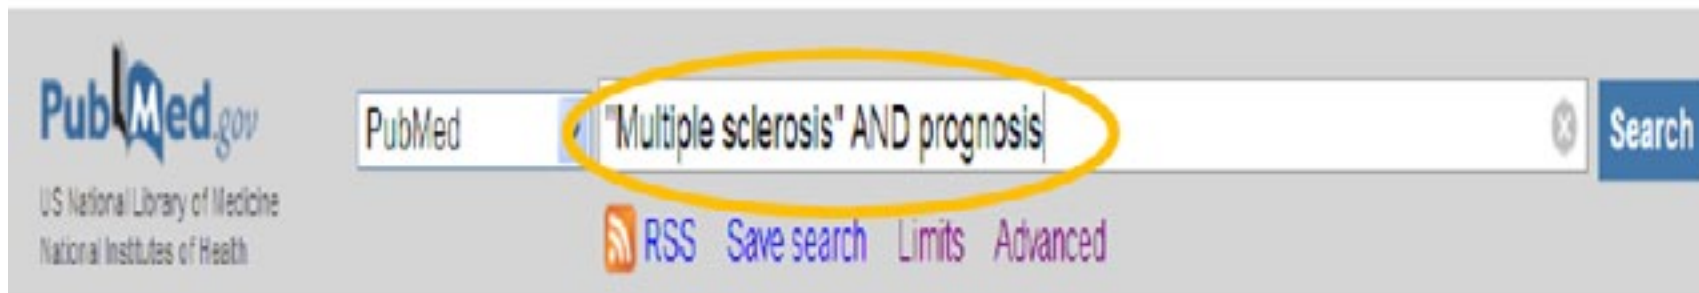 PubMed.gov
US National Library of Medicine
National Institutes of Health
PubMed
"Multiple sclerosis" AND prognosis
Search
RSS Save search Limits Advanced